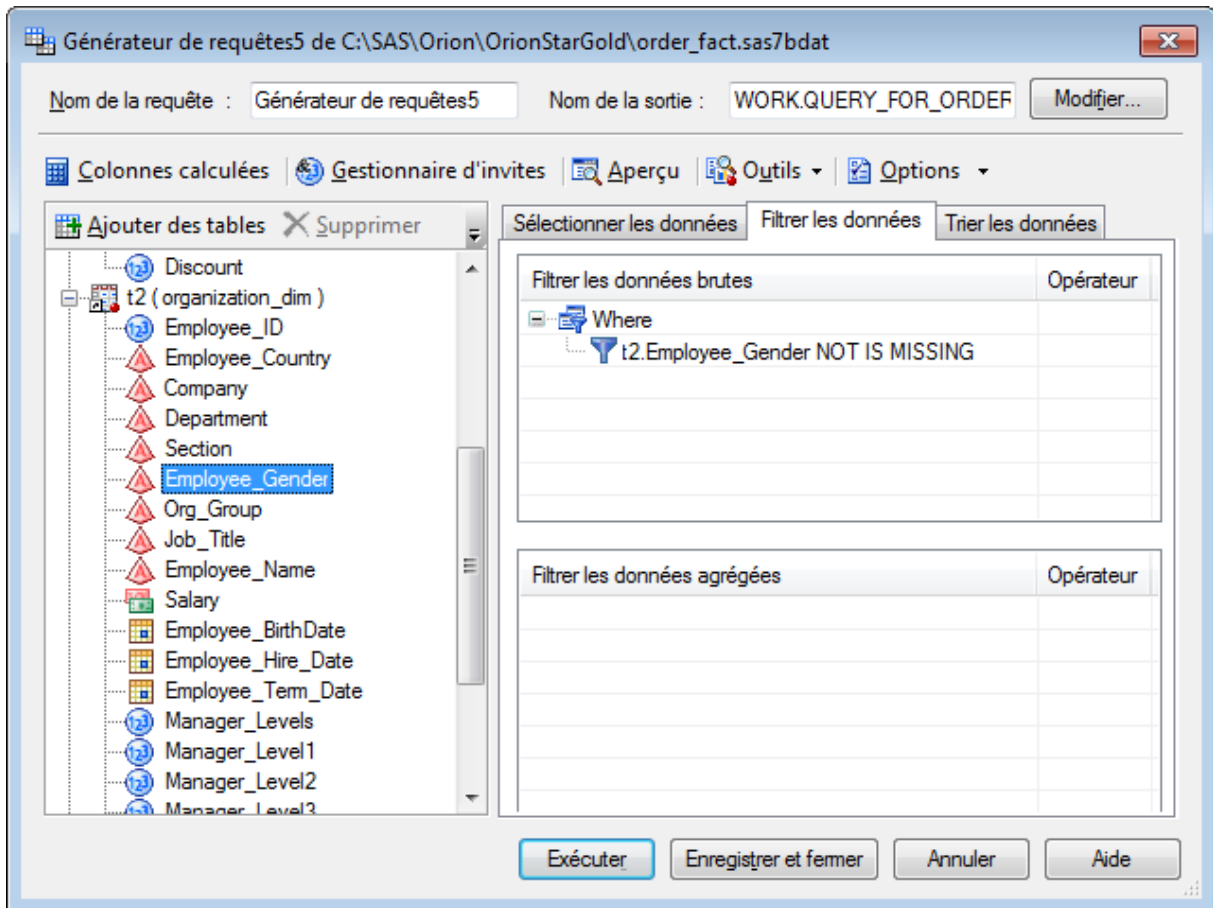 Générateur de requêtes5 de C:\SAS\Orion\OrionStarGold\order_fact.sas7bdat
Nom de la requête : Générateur de requêtes5 Nom de la sortie : WORK.QUERY_FOR_ORDER Modifier...
Colonnes calculées Gestionnaire d'invites Aperçu Outils Options
Ajouter des tables Supprimer
Discount
t2 ( organization_dim )
Employee_ID
Employee_Country
Company
Department
Section
Employee_Gender
Org_Group
Job_Title
Employee_Name
Salary
Employee_BirthDate
Employee_Hire_Date
Employee_Term_Date
Manager_Levels
Manager_Level1
Manager_Level2
Manager_Level3
Sélectionner les données Filtrer les données Trier les données
Filtrer les données brutes Opérateur
Where
t2.Employee_Gender NOT IS MISSING
Filtrer les données agrégées Opérateur
Exécuter Enregistrer et fermer Annuler Aide